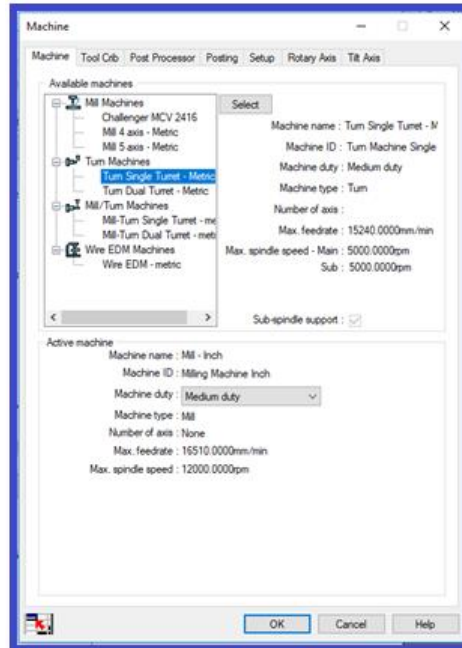 Machine
Machine Tool Crib Post Processor Posting Setup Rotary Axis Tilt Axis
Available machines
Mill Machines
Challenger MCV 2416
Mill 4 axis - Metric
Mill 5 axis - Metric
Turn Machines
Turn Single Turret - Metric
Turn Dual Turret - Metric
Mill/Turn Machines
Mill-Turn Single Turret - me
Mill-Turn Dual Turret - met
Wire EDM Machines
Wire EDM - metric
Select
Machine name : Turn Single Turret - M
Machine ID : Turn Machine Single
Machine duty : Medium duty
Machine type : Turn
Number of axis :
Max. feedrate : 15240.0000mm/min
Max. spindle speed - Main : 5000.0000rpm
Sub : 5000.0000rpm
Sub-spindle support :
Active machine
Machine name : Mill - Inch
Machine ID : Milling Machine Inch
Machine duty : Medium duty
Machine type : Mill
Number of axis : None
Max. feedrate : 16510.0000mm/min
Max. spindle speed : 12000.0000rpm
OK Cancel Help